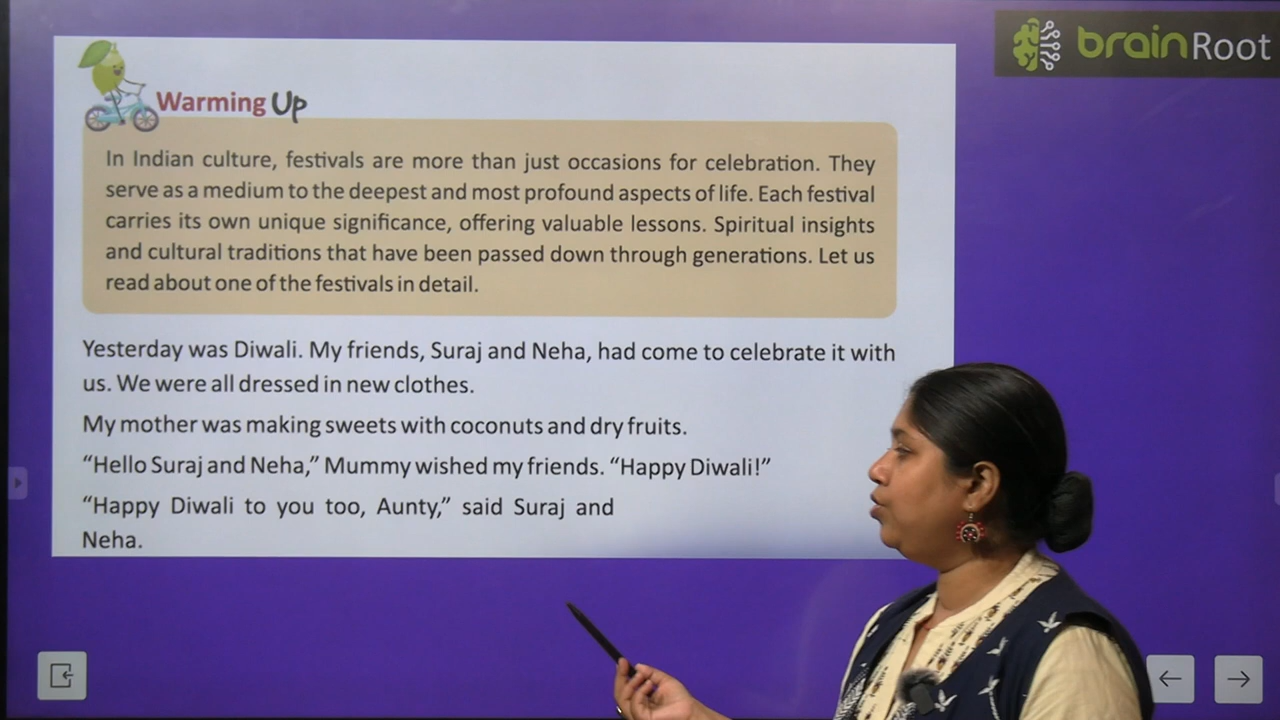 brainRoot
Warming Up
In Indian culture, festivals are more than just occasions for celebration. They
serve as a medium to the deepest and most profound aspects of life. Each festival
carries its own unique significance, offering valuable lessons. Spiritual insights
and cultural traditions that have been passed down through generations. Let us
read about one of the festivals in detail.
Yesterday was Diwali. My friends, Suraj and Neha, had come to celebrate it with
us. We were all dressed in new clothes.
My mother was making sweets with coconuts and dry fruits.
“Hello Suraj and Neha,” Mummy wished my friends. “Happy Diwali!”
“Happy Diwali to you too, Aunty,” said Suraj and
Neha.